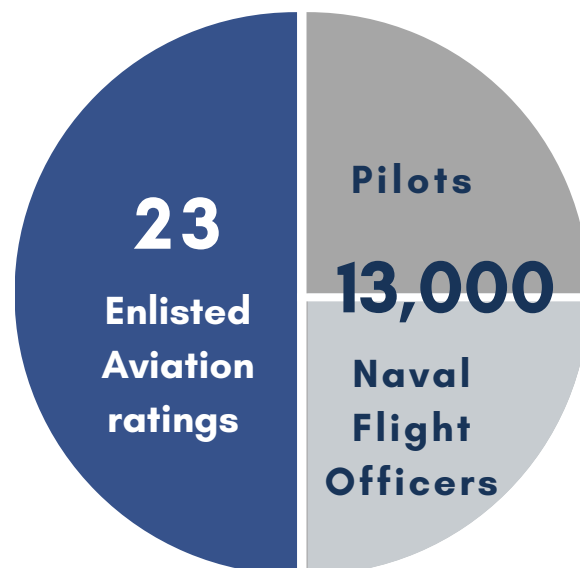 23
Enlisted
Aviation
ratings
Pilots
13,000
Naval
Flight
Officers